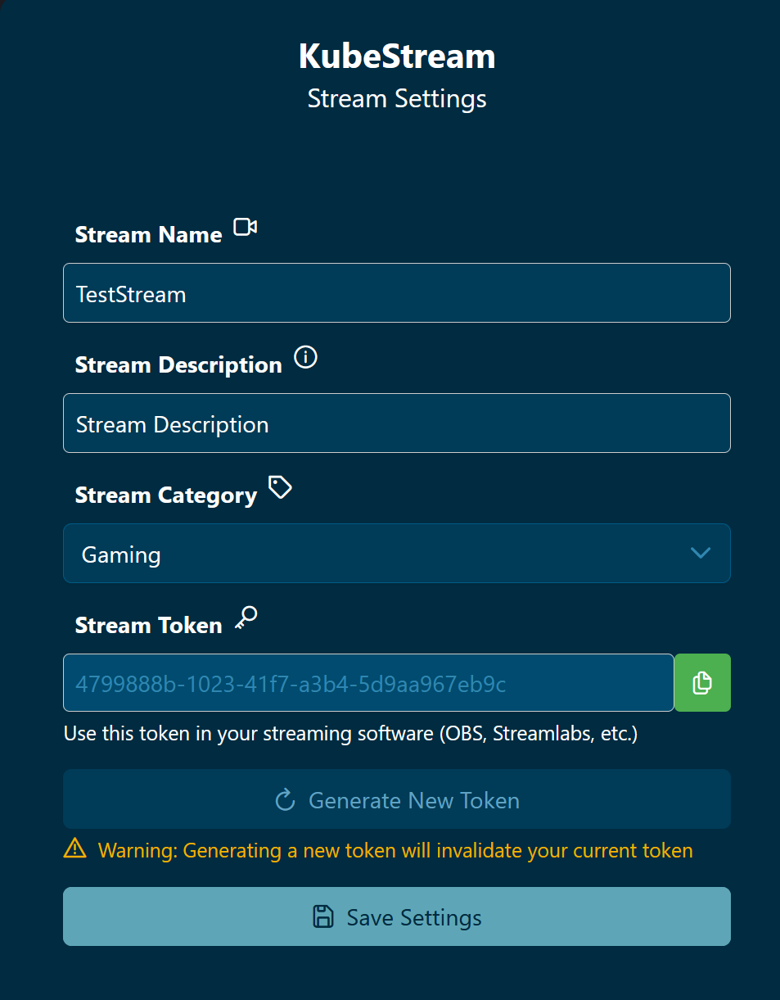 KubeStream
Stream Settings
Stream Name
TestStream
Stream Description
Stream Description
Stream Category
Gaming
Stream Token
4799888b-1023-41f7-a3b4-5d9aa967eb9c
Use this token in your streaming software (OBS, Streamlabs, etc.)
Generate New Token
Warning: Generating a new token will invalidate your current token
Save Settings